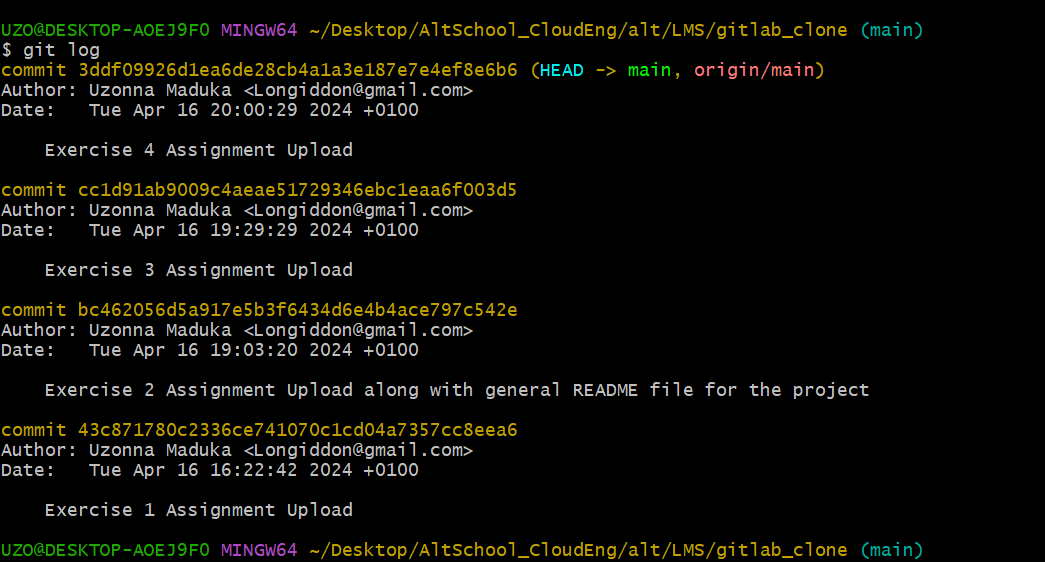 UZO@DESKTOP-AOEJ9F0 MINGW64 ~/Desktop/AltSchool_CloudEng/alt/LMS/gitlab_clone (main)
$ git log
commit 3ddf09926d1ea6de28cb4a1a3e187e7e4ef8e6b6 (HEAD -> main, origin/main)
Author: Uzonna Maduka <Longiddon@gmail.com>
Date:   Tue Apr 16 20:00:29 2024 +0100
    Exercise 4 Assignment Upload
commit cc1d91ab9009c4aeae51729346ebc1eaa6f003d5
Author: Uzonna Maduka <Longiddon@gmail.com>
Date:   Tue Apr 16 19:29:29 2024 +0100
    Exercise 3 Assignment Upload
commit bc462056d5a917e5b3f6434d6e4b4ace797c542e
Author: Uzonna Maduka <Longiddon@gmail.com>
Date:   Tue Apr 16 19:03:20 2024 +0100
    Exercise 2 Assignment Upload along with general README file for the project
commit 43c871780c2336ce741070c1cd04a7357cc8eea6
Author: Uzonna Maduka <Longiddon@gmail.com>
Date:   Tue Apr 16 16:22:42 2024 +0100
    Exercise 1 Assignment Upload
UZO@DESKTOP-AOEJ9F0 MINGW64 ~/Desktop/AltSchool_CloudEng/alt/LMS/gitlab_clone (main)